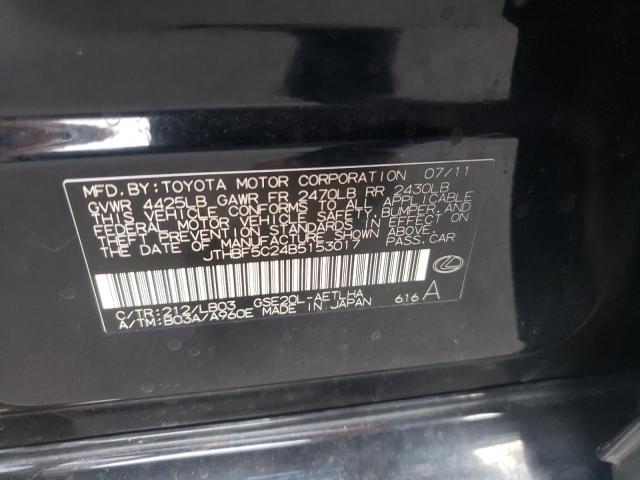 MFD.BY:TOYOTA MOTOR CORPORATION 07/11
GVWR 4425LB GAWR FR 2470LB RR 2430LB
THIS VEHICLE CONFORMS TO ALL APPLICABLE
FEDERAL MOTOR VEHICLE SAFETY, BUMPER, AND
THEFT PREVENTION STANDARDS IN EFFECT ON
THE DATE OF MANUFACTURE SHOWN ABOVE.
JTHBF5C24B5153017 PASS.CAR
C/TR:212/LB03 GSE20L-AETLHA
A/TM:B03A/A960E MADE IN JAPAN 616 A